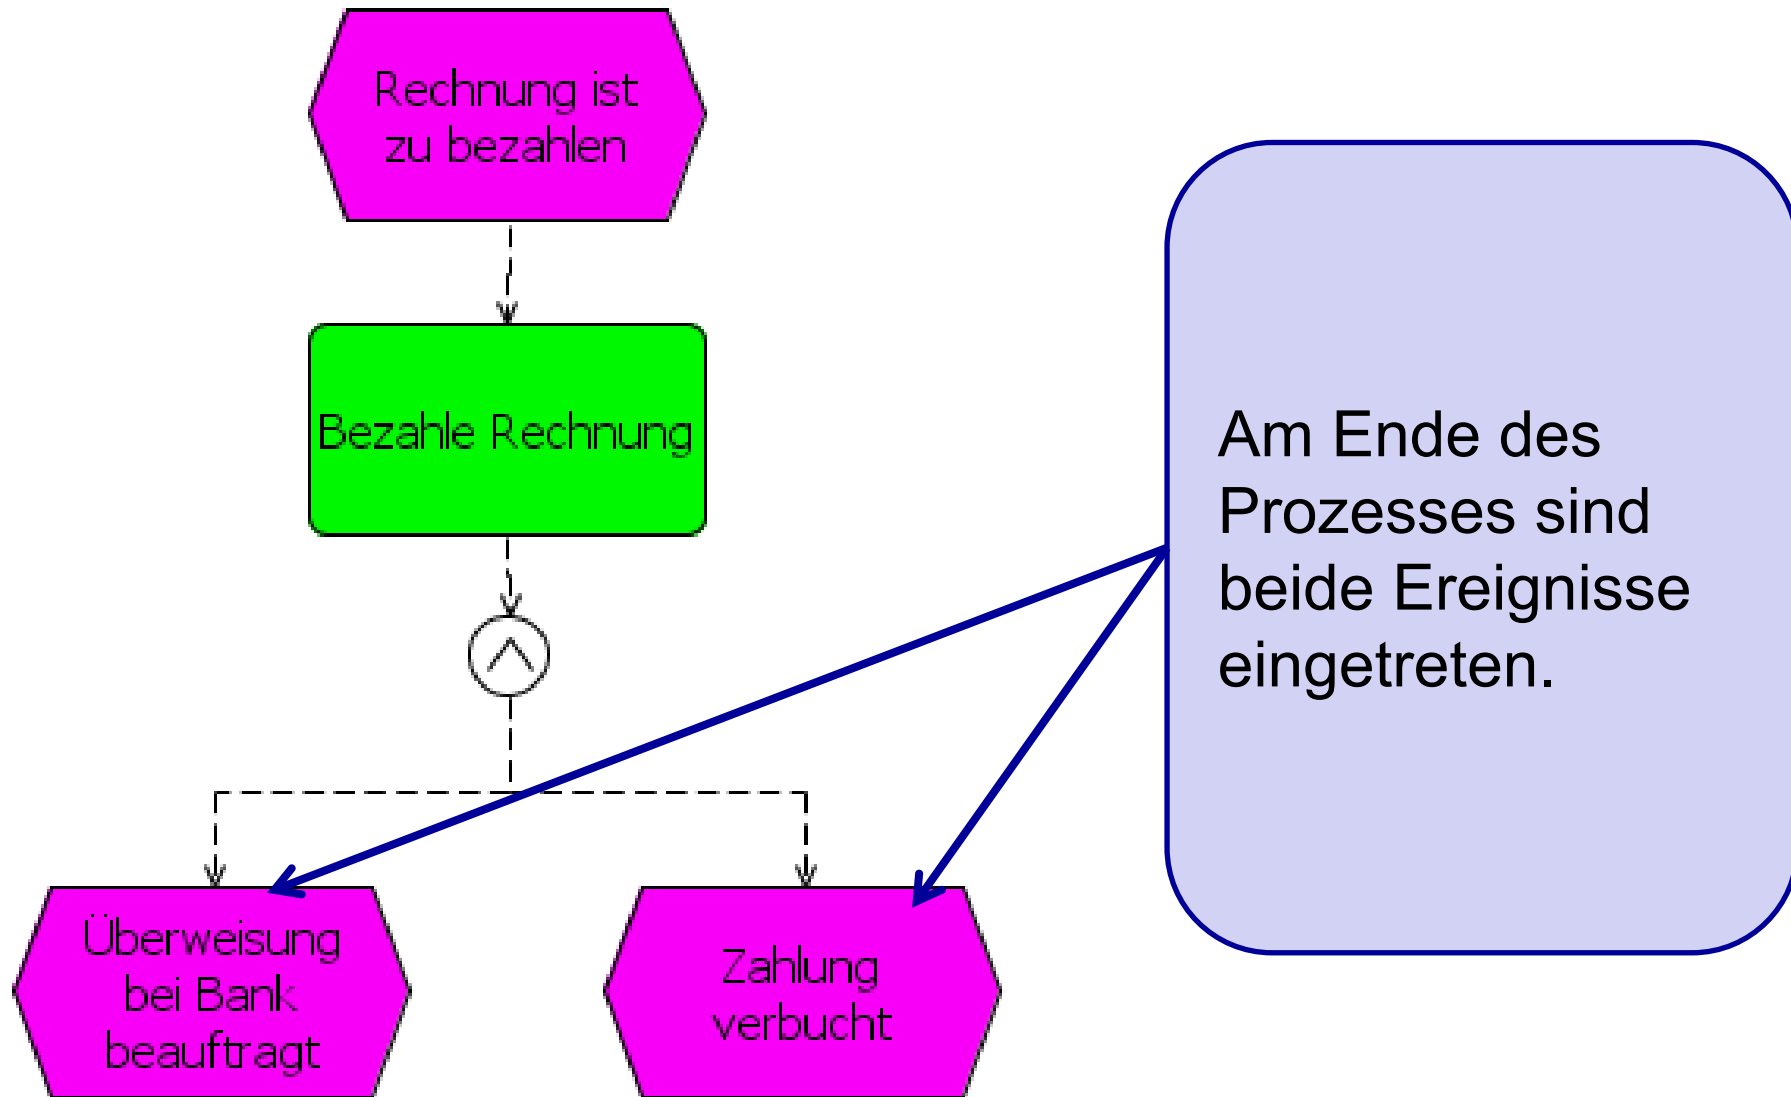 Rechnung ist
zu bezahlen
Bezahle Rechnung
Am Ende des
Prozesses sind
beide Ereignisse
eingetreten.
Überweisung
bei Bank
beauftragt
Zahlung
verbucht